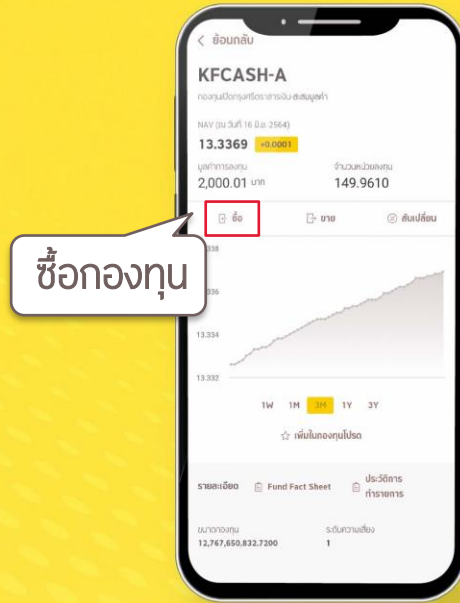 < ย้อนกลับ
KFCASH-A
กองทุนเปิดกรุงศรีตราสารเงิน-สะสมมูลค่า
NAV (ณ วันที่ 16 มิ.ย. 2564)
13.3369 +0.0001
มูลค่าการลงทุน จำนวนหน่วยลงทุน
2,000.01 บาท 149.9610
ซื้อ ขาย สับเปลี่ยน
ซื้อกองทุน
13.334
13.332
1W 1M 3M 1Y 3Y
เพิ่มในกองทุนโปรด
รายละเอียด Fund Fact Sheet ประวัติการ
ทำรายการ
ขนาดกองทุน ระดับความเสี่ยง
12,767,650,832.7200 1